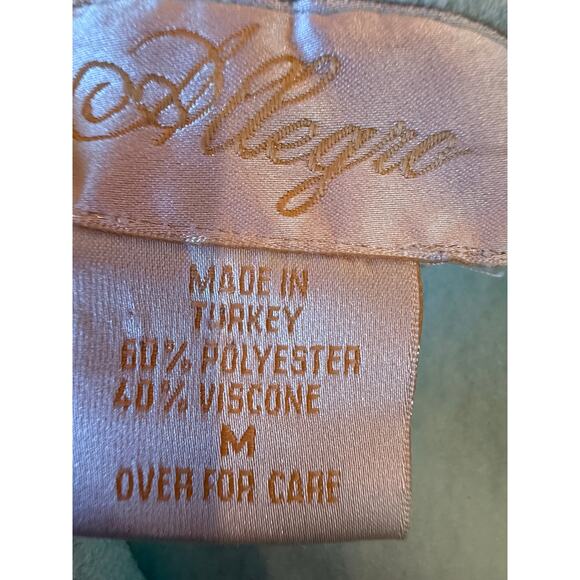 Allegro
MADE IN
TURKEY
60% POLYESTER
40% VISCONE
M
OVER FOR CARE